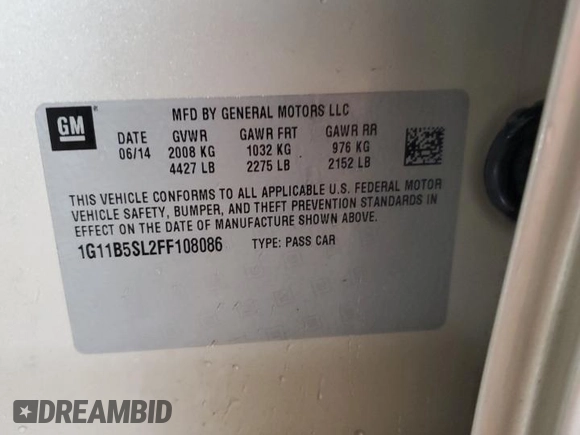 GM
MFD BY GENERAL MOTORS LLC
DATE GVWR GAWR FRT GAWR RR
06/14 2008 KG 1032 KG 976 KG
4427 LB 2275 LB 2152 LB
THIS VEHICLE CONFORMS TO ALL APPLICABLE U.S. FEDERAL MOTOR
VEHICLE SAFETY, BUMPER, AND THEFT PREVENTION STANDARDS IN
EFFECT ON THE DATE OF MANUFACTURE SHOWN ABOVE.
1G11B5SL2FF108086 TYPE: PASS CAR
DREAMBID